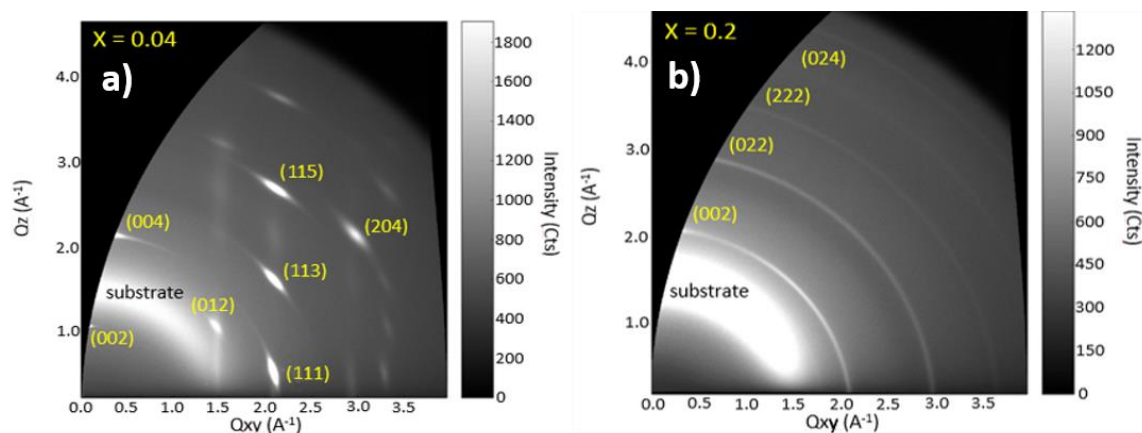 X = 0.04
a)
4.0
3.0
2.0
1.0
Qz (A-1)
(115)
(204)
(004)
(113)
substrate
(012)
(002)
(111)
0.0 0.5 1.0 1.5 2.0 2.5 3.0 3.5
Qxy (A-1)
1800
1600
1400
1200
1000
800
600
400
200
0
Intensity (Cts)
X = 0.2
b)
4.0
3.0
2.0
1.0
Qz (A-1)
(024)
(222)
(022)
(002)
substrate
0.0 0.5 1.0 1.5 2.0 2.5 3.0 3.5
Qxy (A-1)
1200
1050
900
750
600
450
300
150
0
Intensity (Cts)